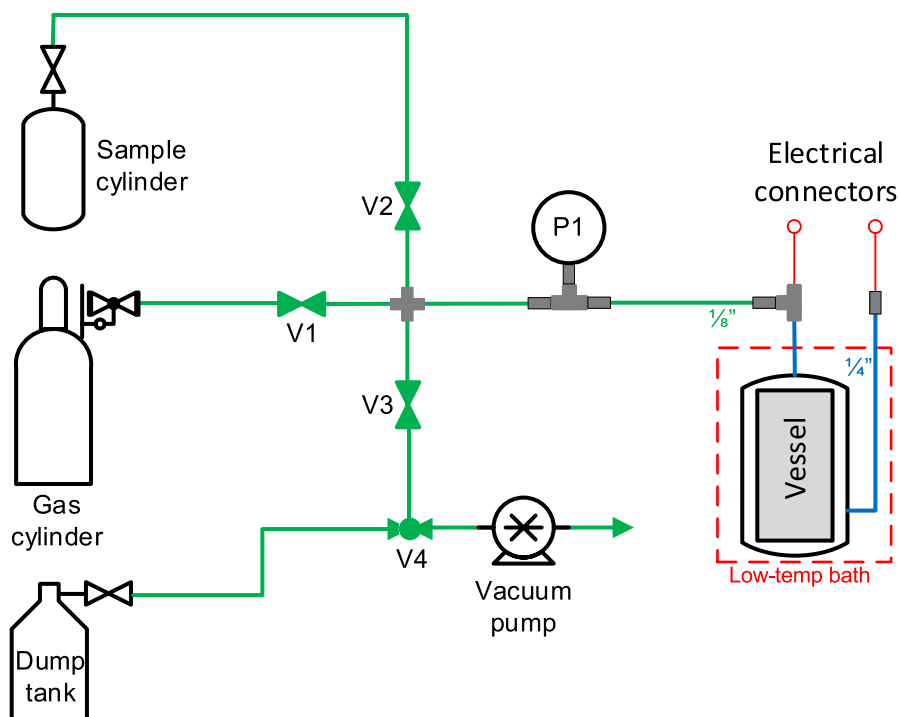 Sample
cylinder
Electrical
connectors
V2
P1
V1
⅛”
¼”
Vessel
V3
Gas
cylinder
V4
Low-temp bath
Vacuum
pump
Dump
tank